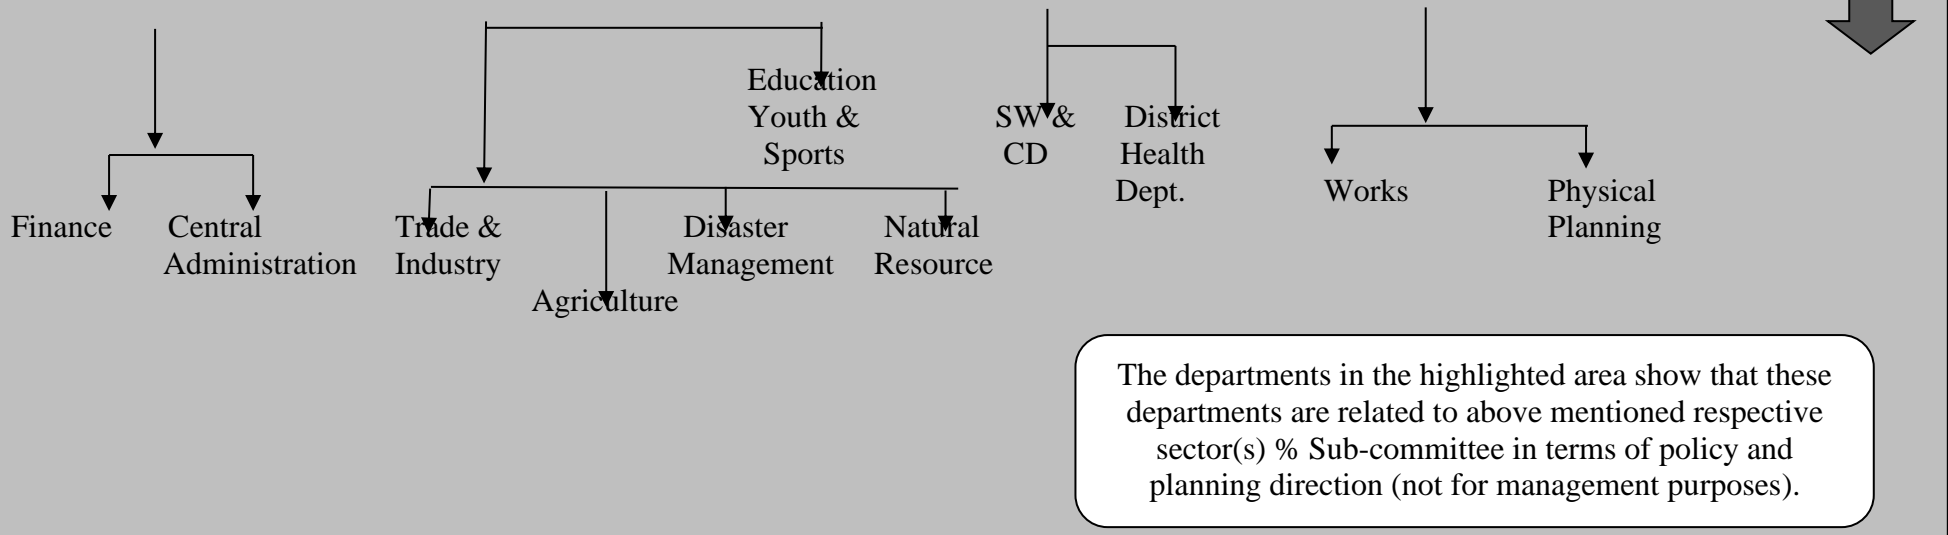 Education
Youth &
Sports
SW &
CD
District
Health
Dept.
Works
Physical
Planning
Finance
Central
Administration
Trade &
Industry
Agriculture
Disaster
Management
Natural
Resource
The departments in the highlighted area show that these
departments are related to above mentioned respective
sector(s) % Sub-committee in terms of policy and
planning direction (not for management purposes).